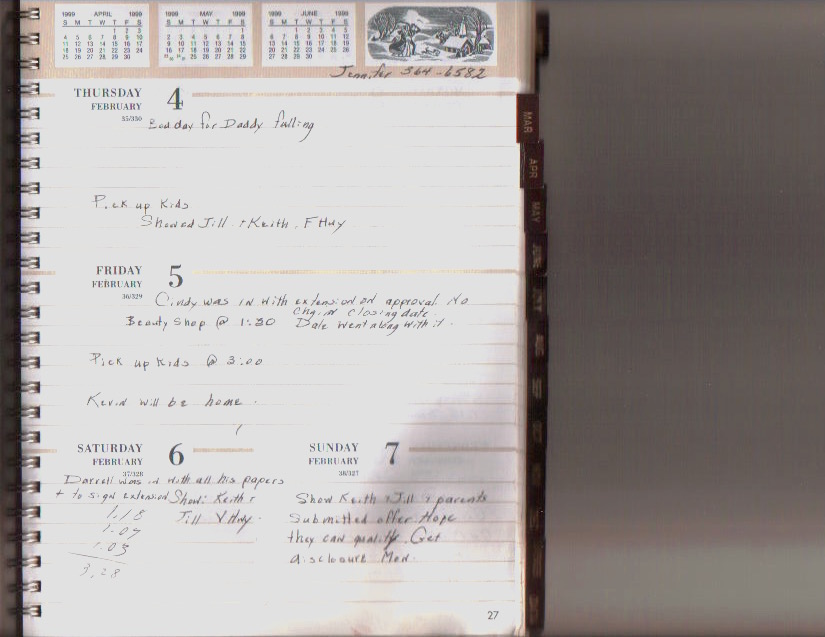 1999 APRIL 1999
S M T W T F S
1 2 3
4 5 6 7 8 9 10
11 12 13 14 15 16 17
18 19 20 21 22 23 24
25 26 27 28 29 30
1999 MAY 1999
S M T W T F S
1
2 3 4 5 6 7 8
9 10 11 12 13 14 15
16 17 18 19 20 21 22
23/30 24/31 25 26 27 28 29
1999 JUNE 1999
S M T W T F S
1 2 3 4 5
6 7 8 9 10 11 12
13 14 15 16 17 18 19
20 21 22 23 24 25 26
27 28 29 30
Jennifer 364-6582
THURSDAY 4
FEBRUARY
35/330
Bad day for Daddy falling
Pick up Kids
Showed Jill + Keith, F Hwy
FRIDAY 5
FEBRUARY
36/329
Cindy was in with extension on approval. No
Chg. in closing date.
Beauty Shop @ 1:30 Dale went along with it.
Pick up Kids @ 3:00
Kevin will be home.
SATURDAY 6
FEBRUARY
37/328
Darrell was in with all his papers
+ to sign extension
Show: Keith +
Jill V Hwy.
1.18
1.07
1.03
3.28
SUNDAY 7
FEBRUARY
38/327
Show Keith + Jill + parents
Submitted offer Hope
they can qualify. Get
disclosure Mon.
27
MAR
APR
MAY
JUNE